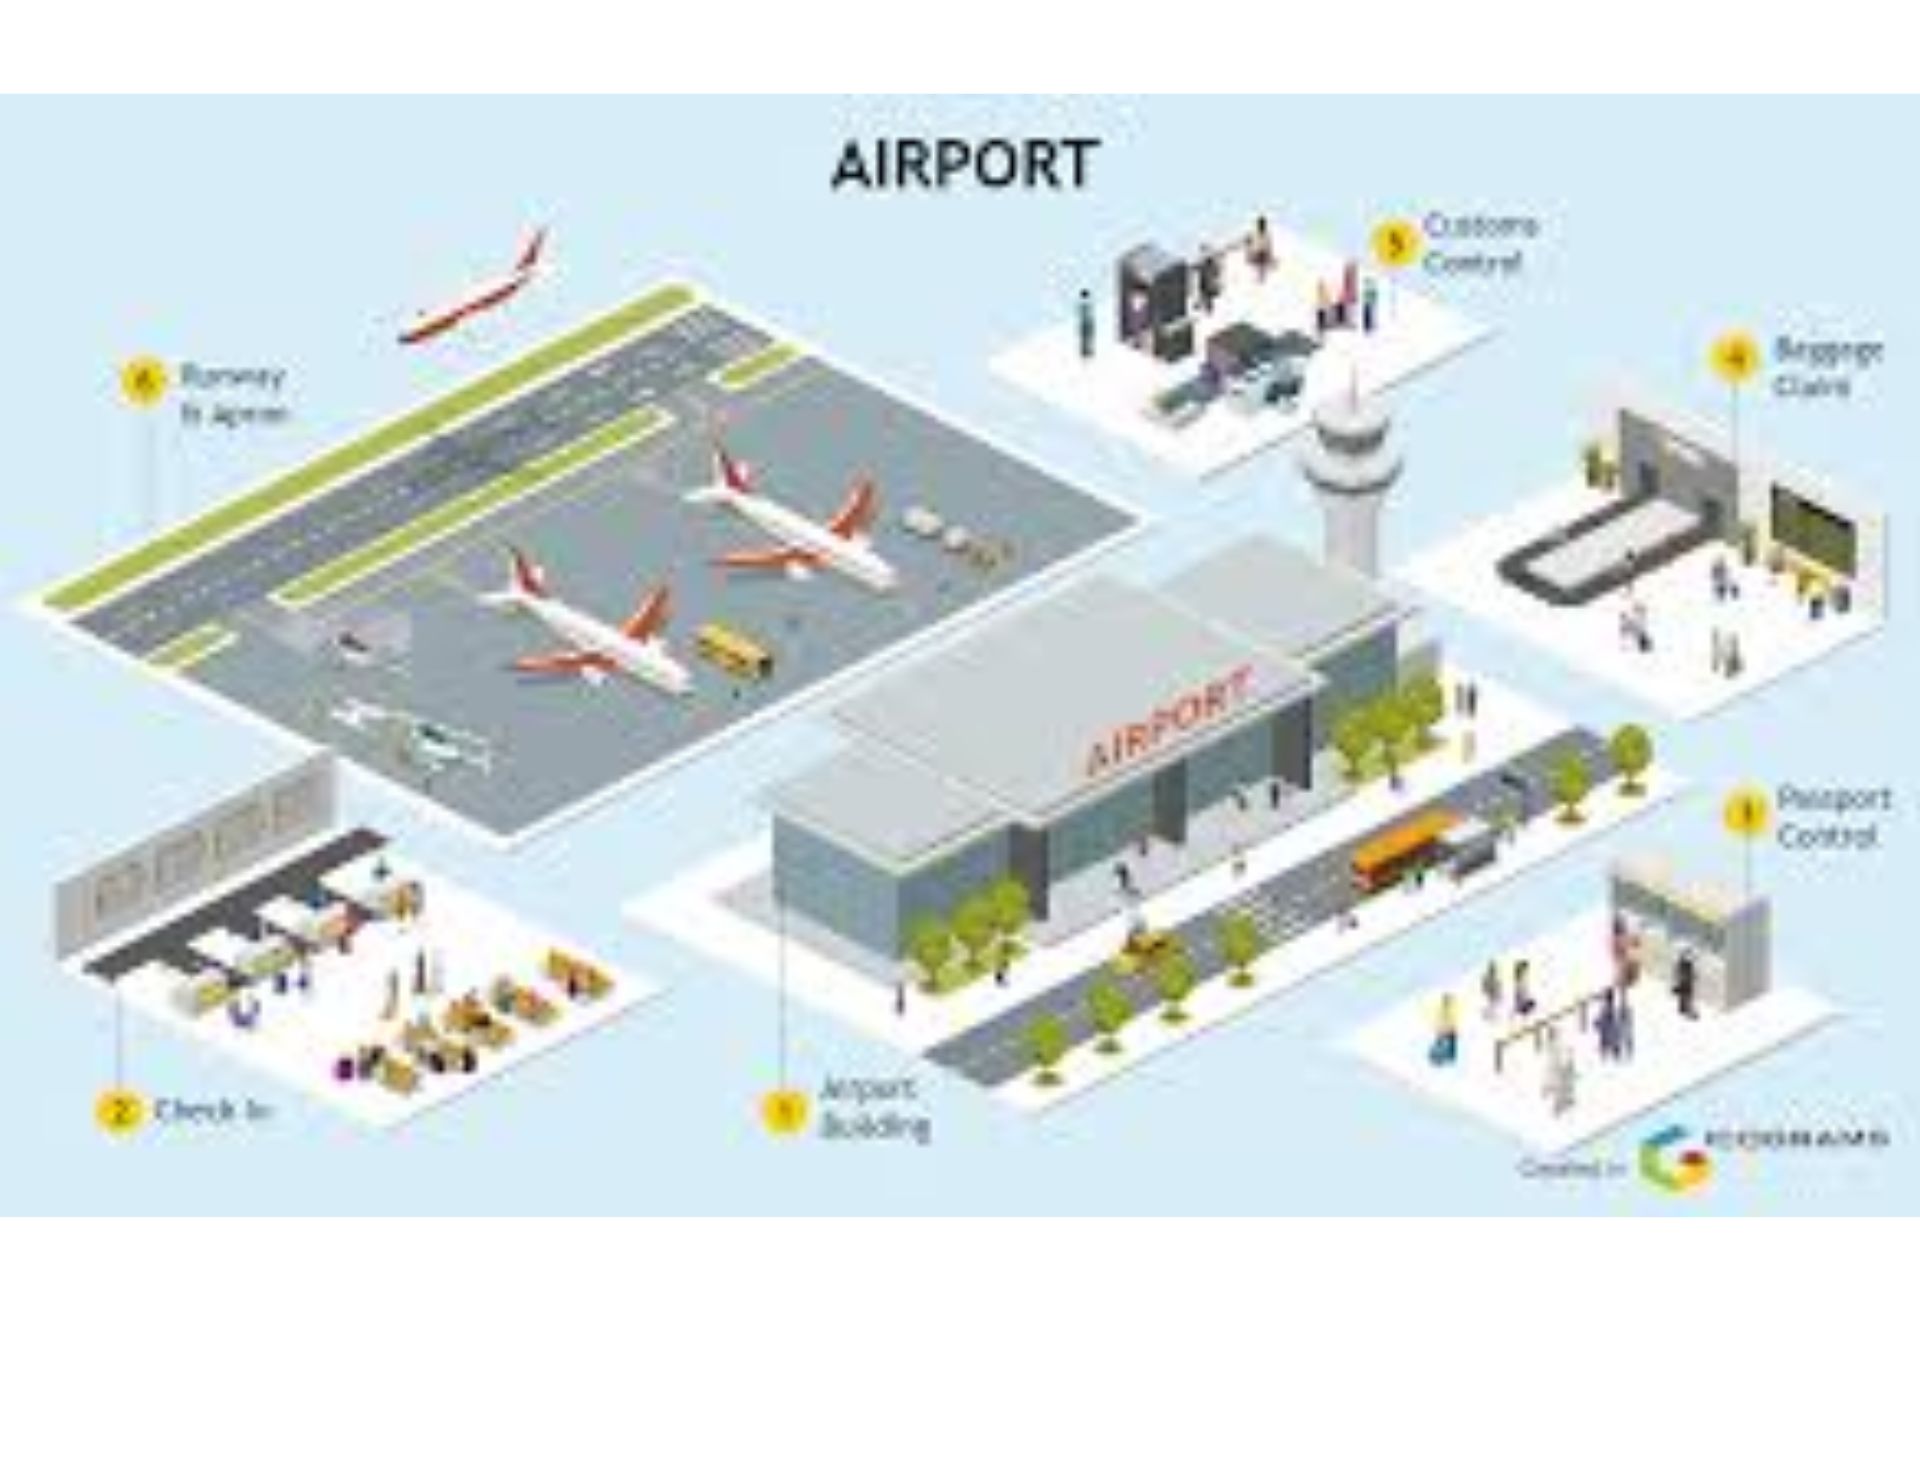 AIRPORT
5 Customs
Control
4 Baggage
Claim
6 Runway
& Apron
AIRPORT
3 Passport
Control
2 Check In
1 Airport
Building
Created in ICOGRAMS